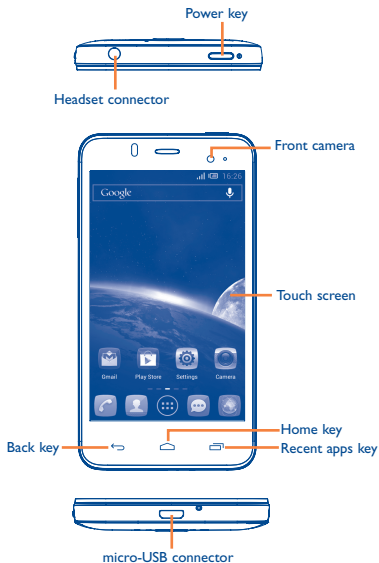 Power key
Headset connector
Front camera
16:26
Google
Touch screen
Gmail
Play Store
Settings
Camera
Home key
Back key
Recent apps key
micro-USB connector